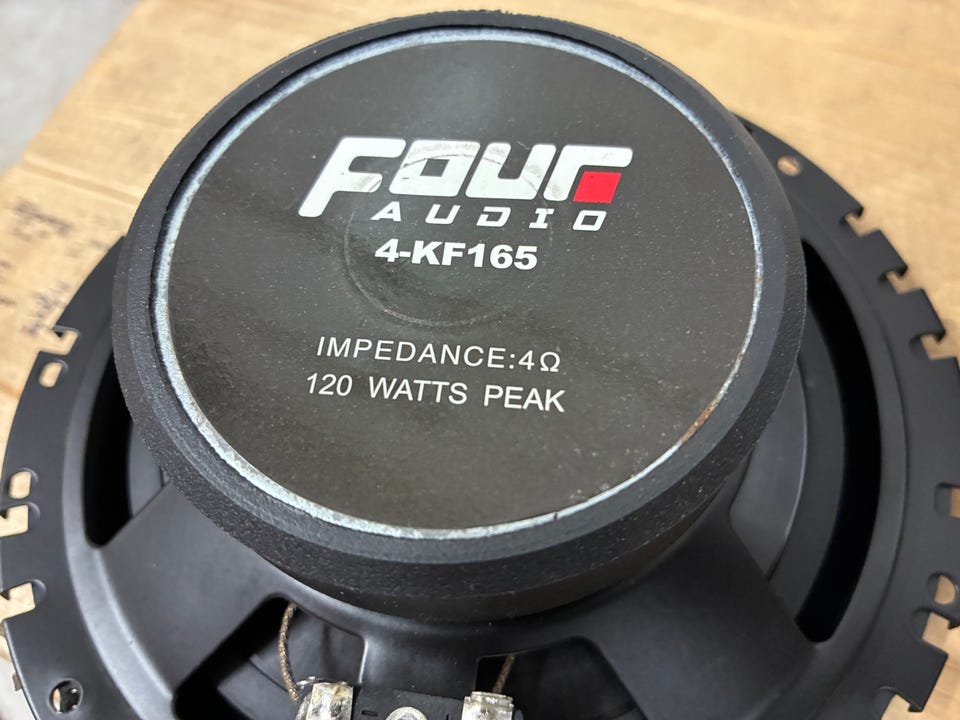 FOUR
AUDIO
4-KF165
IMPEDANCE:4Ω
120 WATTS PEAK